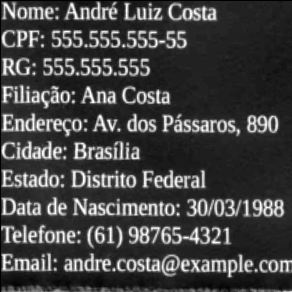 Nome: André Luiz Costa
CPF: 555.555.555-55
RG: 555.555.555
Filiação: Ana Costa
Endereço: Av. dos Pássaros, 890
Cidade: Brasília
Estado: Distrito Federal
Data de Nascimento: 30/03/1988
Telefone: (61) 98765-4321
Email: andre.costa@example.com